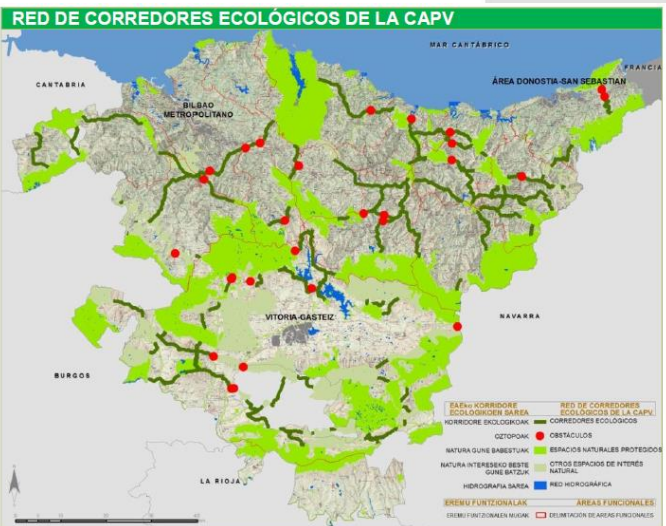 RED DE CORREDORES ECOLÓGICOS DE LA CAPV
MAR CANTÁBRICO
FRANCIA
ÁREA DONOSTIA-SAN SEBASTIAN
CANTABRIA
BILBAO
METROPOLITANO
NAVARRA
VITORIA-GASTEIZ
BURGOS
LA RIOJA
EAEko KORRIDORE
EKOLOGIKOEN SAREA
RED DE CORREDORES
ECOLÓGICOS DE LA CAPV
KORRIDORE EKOLOGIKOAK
CORREDORES ECOLÓGICOS
OZTOPOAK
OBSTÁCULOS
NATURA GUNE BABESTUAK
ESPACIOS NATURALES PROTEGIDOS
NATURA INTERESEKO BESTE
GUNE BATZUK
OTROS ESPACIOS DE INTERÉS
NATURAL
HIDROGRAFIA SAREA
RED HIDROGRÁFICA
EREMU FUNTZIONALAK
ÁREAS FUNCIONALES
EREMU FUNTZIONALEN MUGAK
DELIMITACIÓN DE ÁREAS FUNCIONALES